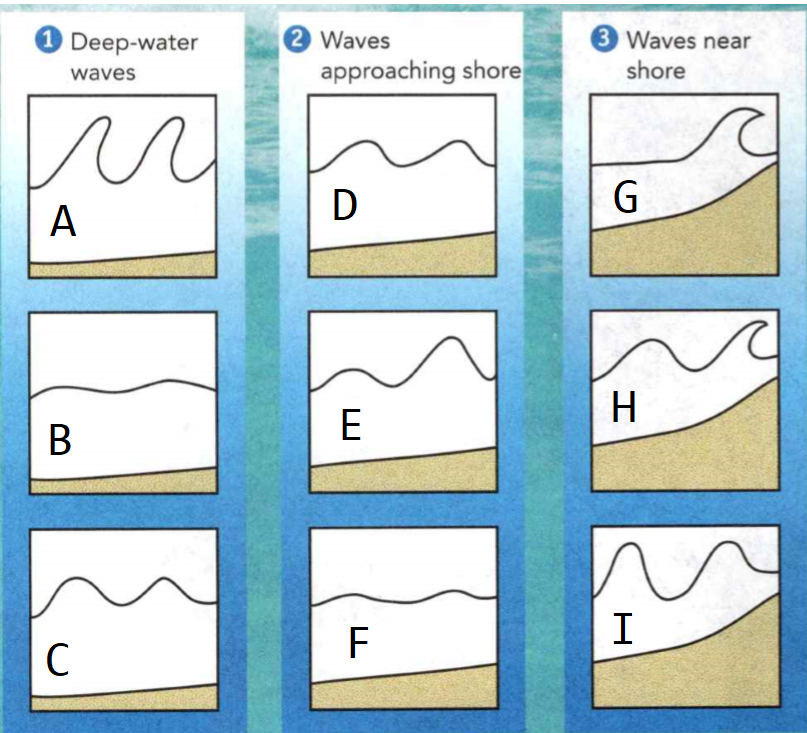 1 Deep-water
waves
2 Waves
approaching shore
3 Waves near
shore
A
D
G
B
E
H
C
F
I